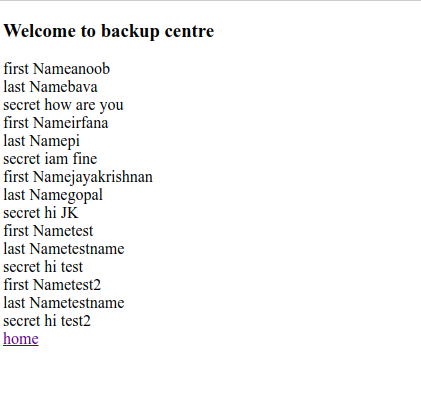 Welcome to backup centre
first Nameanoob
last Namebava
secret how are you
first Nameirfana
last Namepi
secret iam fine
first Namejayakrishnan
last Namegopal
secret hi JK
first Nametest
last Nametestname
secret hi test
first Nametest2
last Nametestname
secret hi test2
home